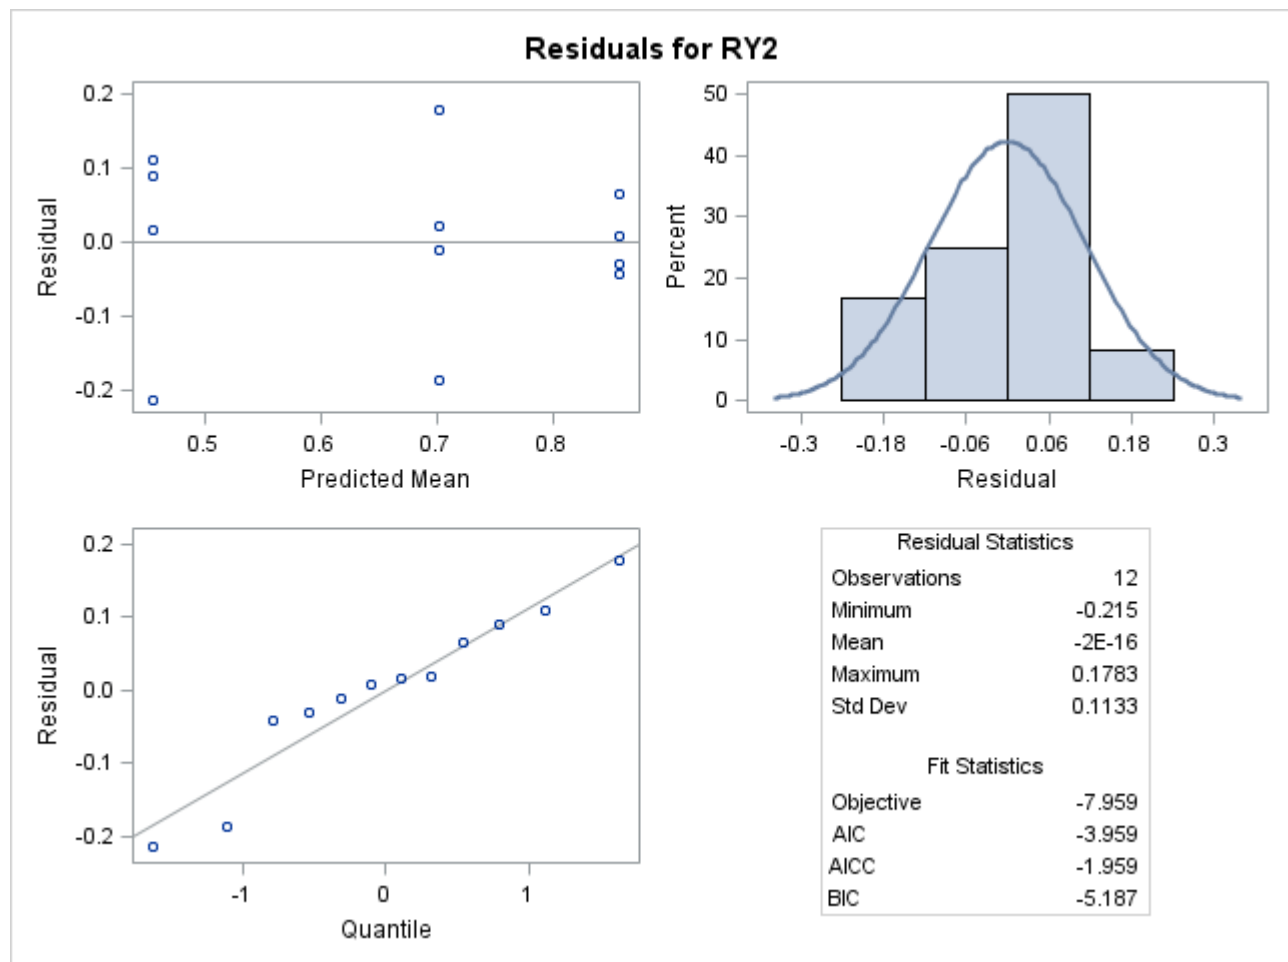 Residuals for RY2
0.2
0.1
0.0
-0.1
-0.2
Residual
0.5 0.6 0.7 0.8
Predicted Mean
50
40
30
20
10
0
Percent
-0.3 -0.18 -0.06 0.06 0.18 0.3
Residual
0.2
0.1
0.0
-0.1
-0.2
Residual
-1 0 1
Quantile
Residual Statistics
Observations 12
Minimum -0.215
Mean -2E-16
Maximum 0.1783
Std Dev 0.1133
Fit Statistics
Objective -7.959
AIC -3.959
AICC -1.959
BIC -5.187